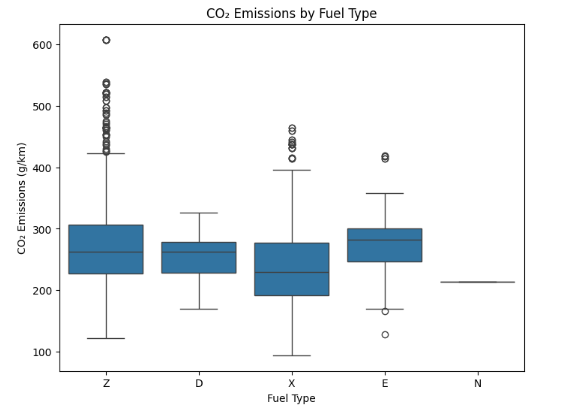 CO₂ Emissions by Fuel Type
600
500
400
300
200
100
CO₂ Emissions (g/km)
Z D X E N
Fuel Type